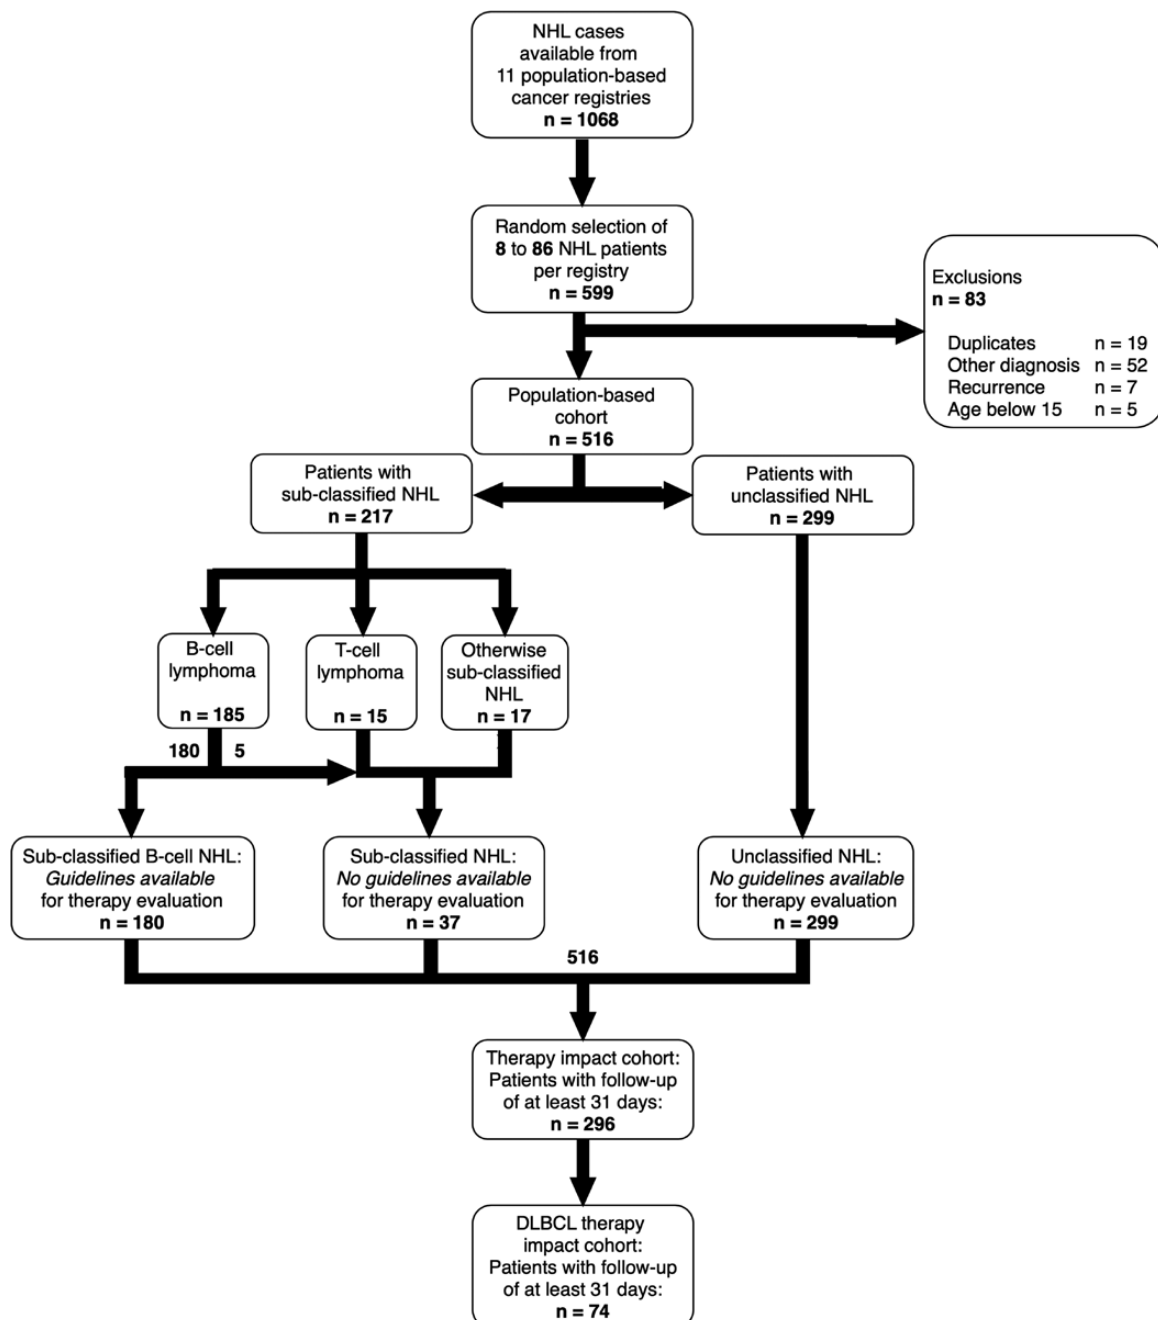 NHL cases
available from
11 population-based
cancer registries
n = 1068
Random selection of
8 to 86 NHL patients
per registry
n = 599
Exclusions
n = 83
Duplicates n = 19
Other diagnosis n = 52
Recurrence n = 7
Age below 15 n = 5
Population-based
cohort
n = 516
Patients with
sub-classified NHL
n = 217
Patients with
unclassified NHL
n = 299
B-cell
lymphoma
n = 185
T-cell
lymphoma
n = 15
Otherwise
sub-classified
NHL
n = 17
180 5
Sub-classified B-cell NHL:
Guidelines available
for therapy evaluation
n = 180
Sub-classified NHL:
No guidelines available
for therapy evaluation
n = 37
Unclassified NHL:
No guidelines available
for therapy evaluation
n = 299
516
Therapy impact cohort:
Patients with follow-up
of at least 31 days:
n = 296
DLBCL therapy
impact cohort:
Patients with follow-up
of at least 31 days:
n = 74